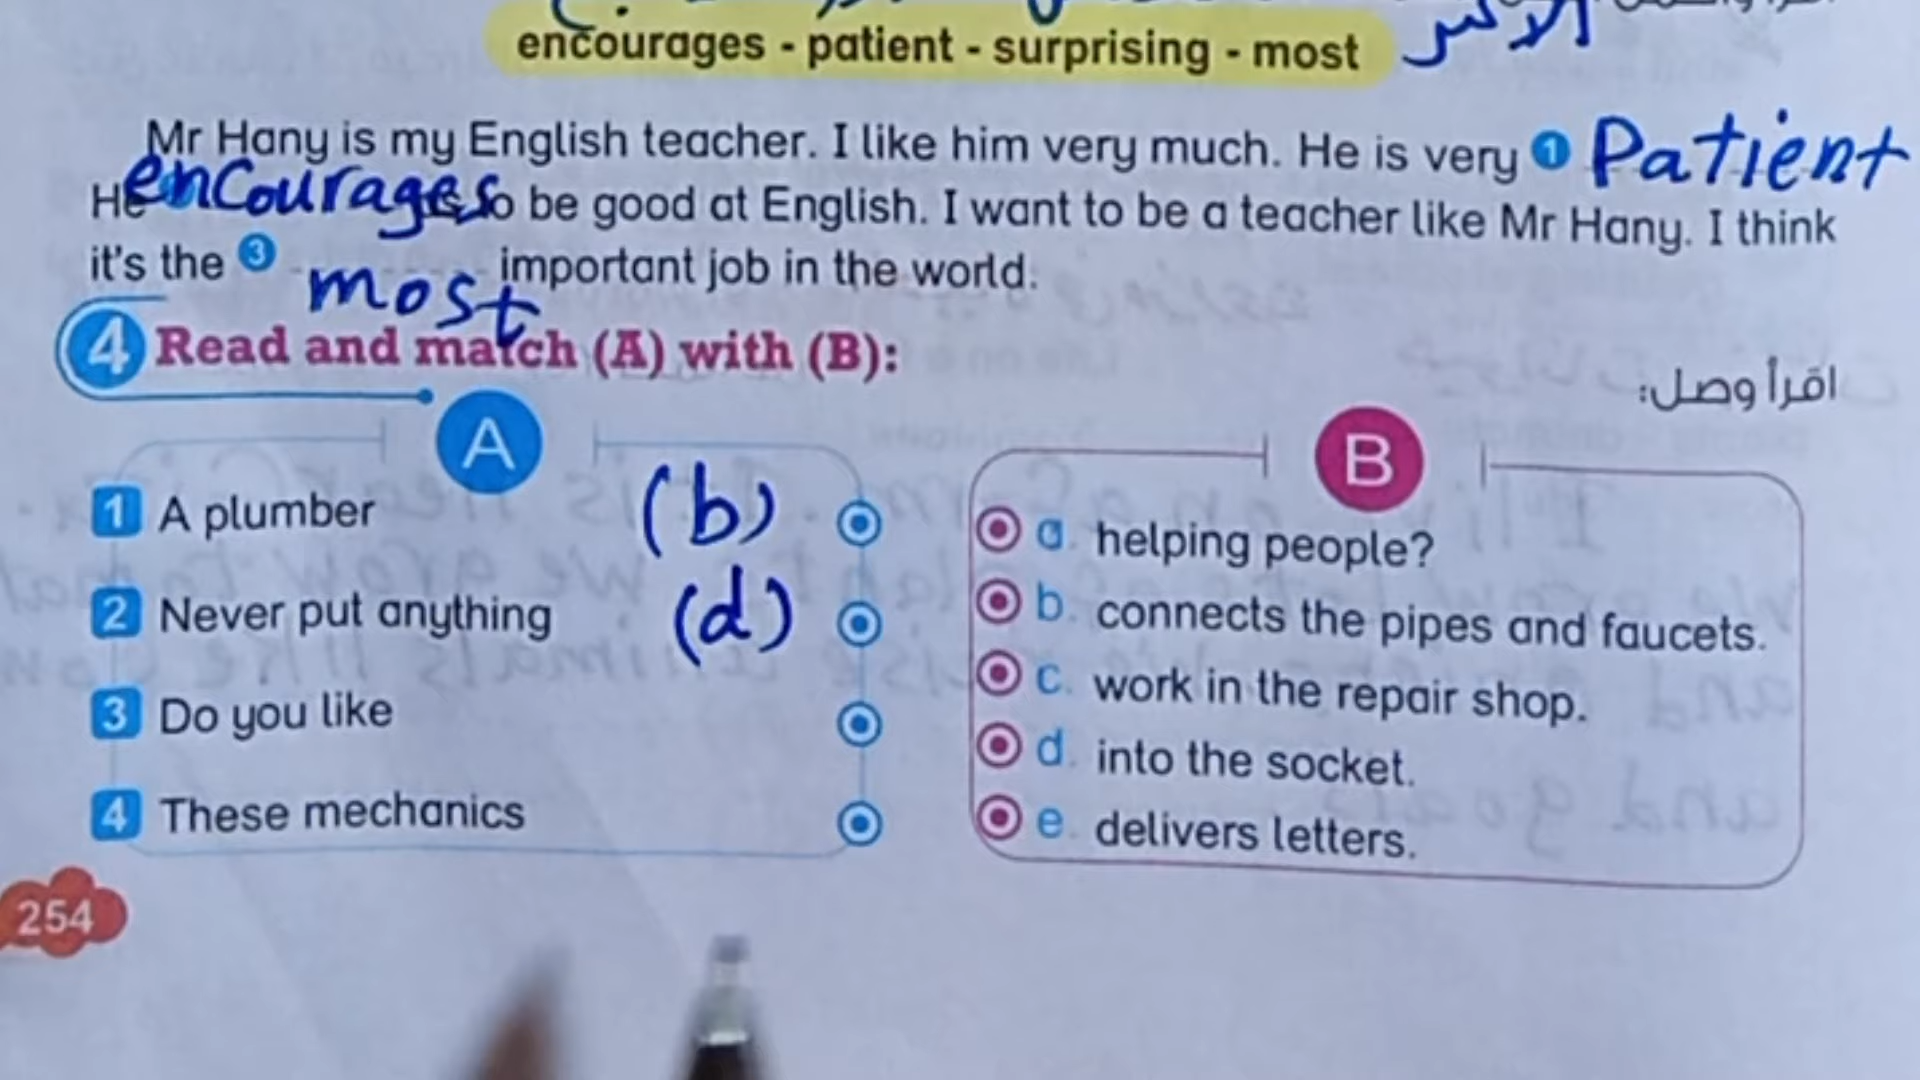 الأكثر
encourages - patient - surprising - most
Mr Hany is my English teacher. I like him very much. He is very 1 Patient
He encourages to be good at English. I want to be a teacher like Mr Hany. I think
it's the 3 most important job in the world.
4 Read and match (A) with (B):
اقرأ وصل:
A
1 A plumber (b)
2 Never put anything (d)
3 Do you like
4 These mechanics
B
a. helping people?
b. connects the pipes and faucets.
c. work in the repair shop.
d. into the socket.
e. delivers letters.
254